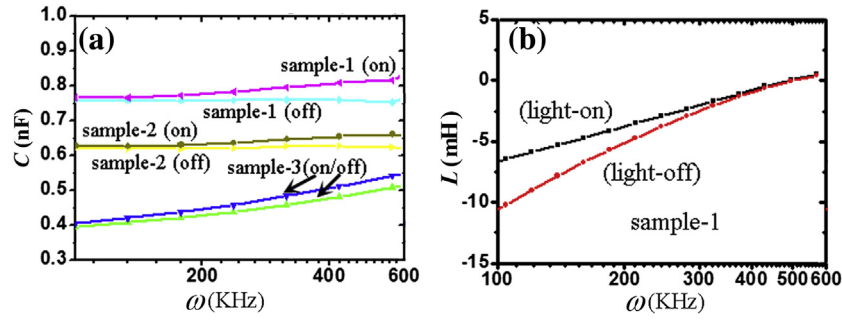 (a)
1.0
0.9
0.8
0.7
0.6
0.5
0.4
0.3
C (nF)
sample-1 (on)
sample-1 (off)
sample-2 (on)
sample-2 (off)
sample-3(on/off)
200
400
600
ω(KHz)
(b)
5
0
-5
-10
-15
L (mH)
(light-on)
(light-off)
sample-1
100
200
300
400
500
600
ω(KHz)